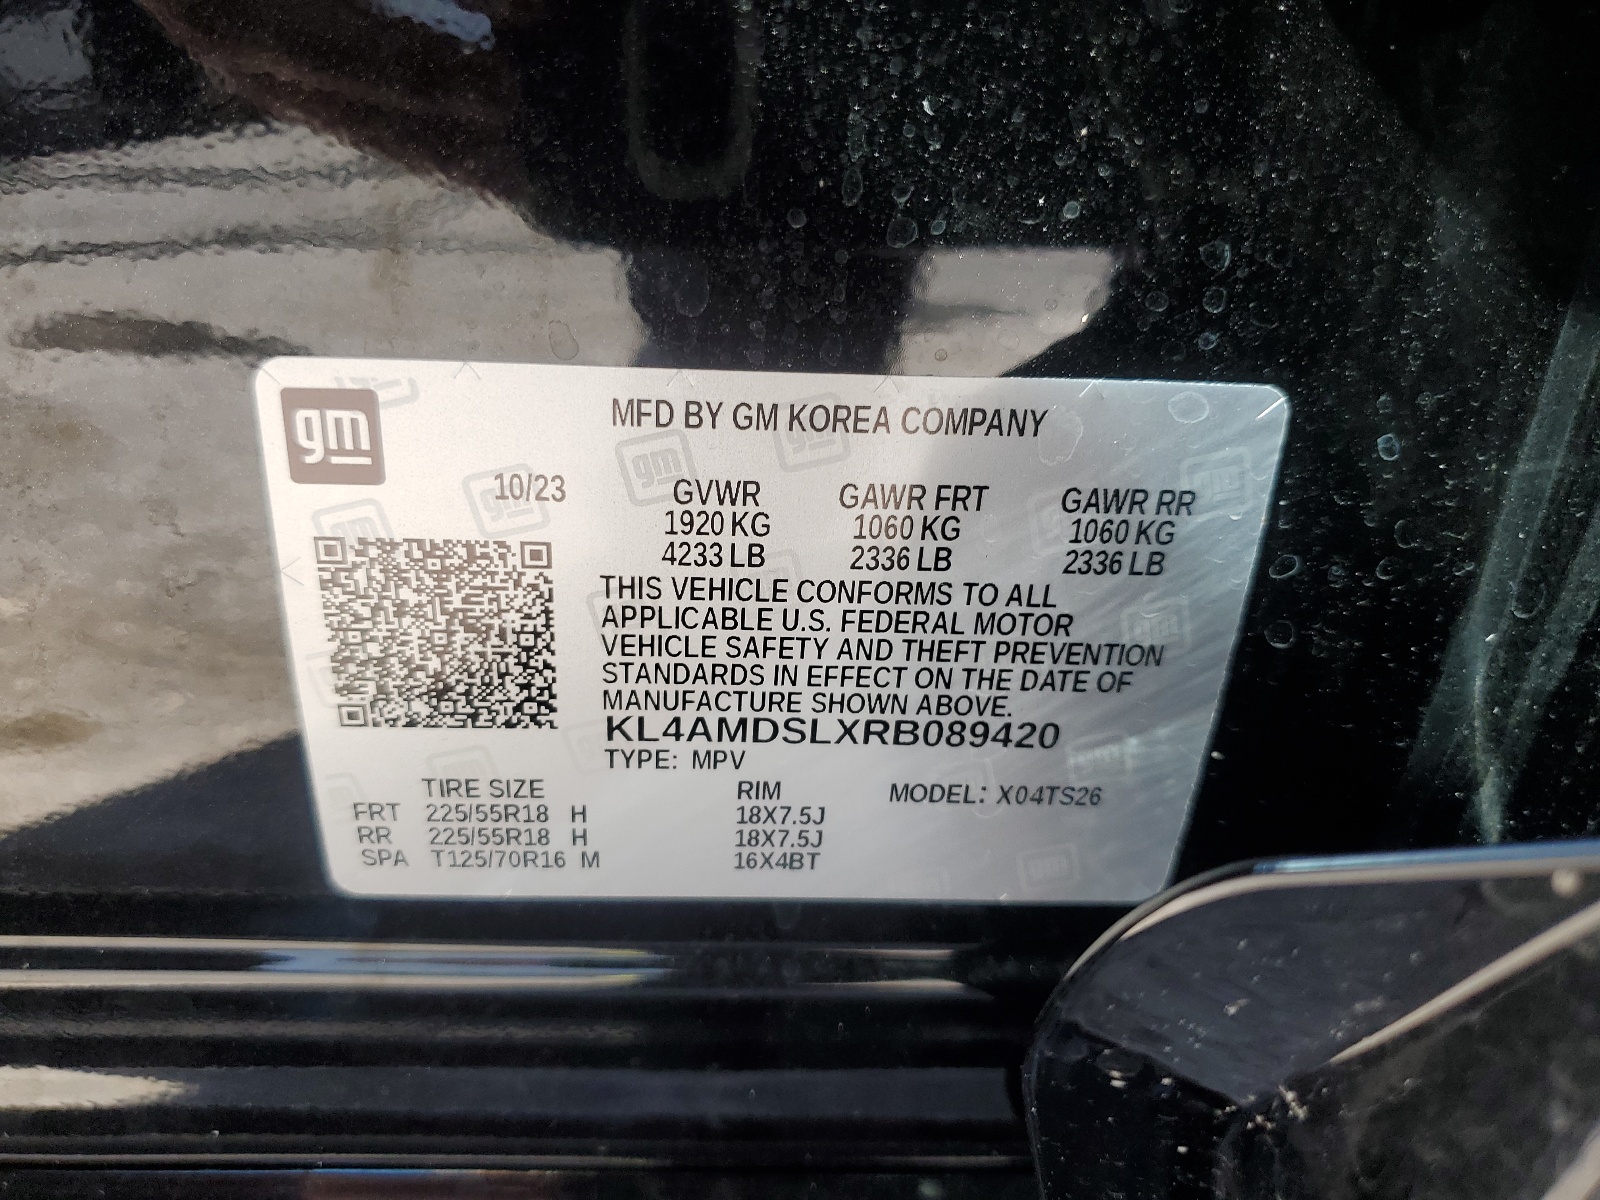 gm
MFD BY GM KOREA COMPANY
10/23 GVWR GAWR FRT GAWR RR
1920 KG 1060 KG 1060 KG
4233 LB 2336 LB 2336 LB
THIS VEHICLE CONFORMS TO ALL
APPLICABLE U.S. FEDERAL MOTOR
VEHICLE SAFETY AND THEFT PREVENTION
STANDARDS IN EFFECT ON THE DATE OF
MANUFACTURE SHOWN ABOVE.
KL4AMDSLXRB089420
TYPE: MPV
TIRE SIZE RIM MODEL: X04TS26
FRT 225/55R18 H 18X7.5J
RR 225/55R18 H 18X7.5J
SPA T125/70R16 M 16X4BT